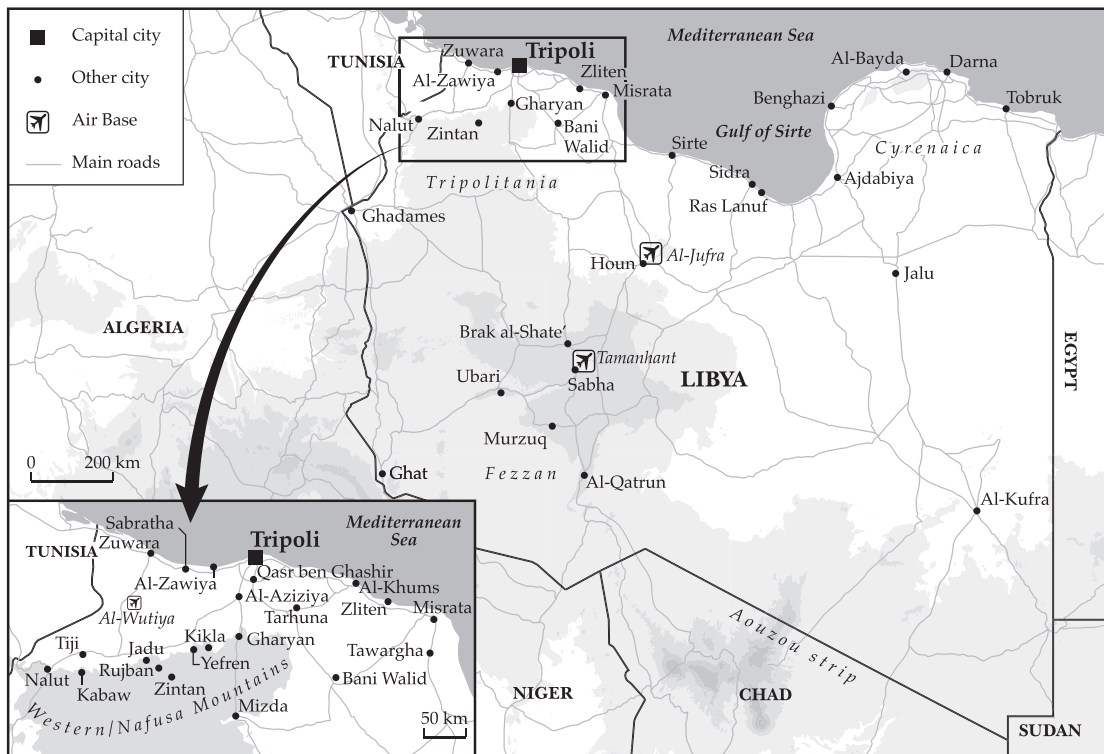 Capital city
Other city
Air Base
Main roads
Mediterranean Sea
TUNISIA
Zuwara
Tripoli
Al-Zawiya
Zliten
Misrata
Gharyan
Nalut
Zintan
Bani
Walid
Al-Bayda
Darna
Benghazi
Tobruk
Gulf of Sirte
Cyrenaica
Sirte
Sidra
Ajdabiya
Ras Lanuf
Tripolitania
Ghadames
Houn
Al-Jufra
Jalu
ALGERIA
Brak al-Shate’
Tamanhant
Sabha
Ubari
LIBYA
EGYPT
Murzuq
Fezzan
Ghat
Al-Qatrun
Al-Kufra
0
200 km
Aouzou strip
NIGER
CHAD
SUDAN
Mediterranean
Sea
Sabratha
TUNISIA
Zuwara
Tripoli
Qasr ben Ghashir
Al-Zawiya
Al-Khums
Al-Aziziya
Zliten
Al-Wutiya
Tarhuna
Misrata
Tiji
Jadu
Kikla
Gharyan
Rujban
Yefren
Tawargha
Nalut
Kabaw
Zintan
Bani Walid
Western/Nafusa Mountains
Mizda
50 km